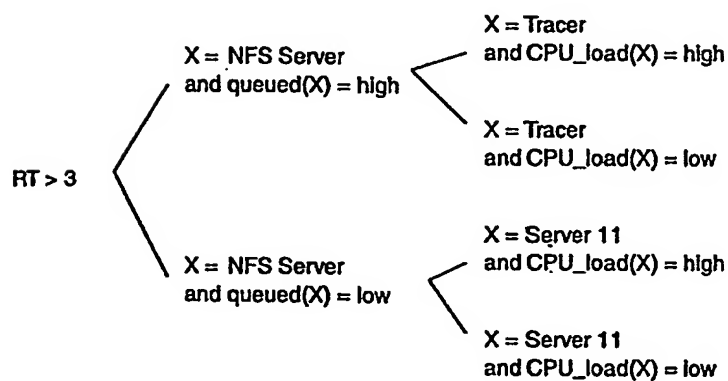 RT > 3
X = NFS Server
and queued(X) = high
X = Tracer
and CPU_load(X) = high
X = Tracer
and CPU_load(X) = low
X = NFS Server
and queued(X) = low
X = Server 11
and CPU_load(X) = high
X = Server 11
and CPU_load(X) = low